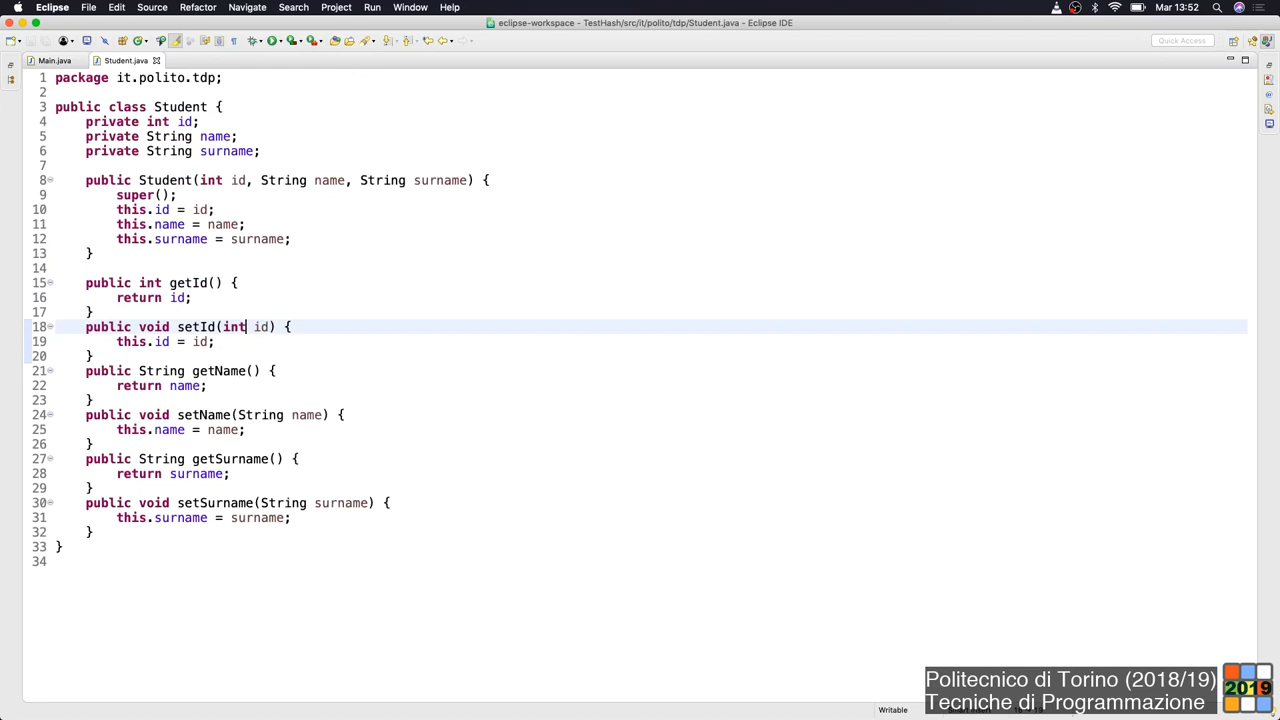 Eclipse File Edit Source Refactor Navigate Search Project Run Window Help Mar 13:52
eclipse-workspace - TestHash/src/it/polito/tdp/Student.java - Eclipse IDE
Quick Access
Main.java Student.java
1 package it.polito.tdp;
2
3 public class Student {
4 private int id;
5 private String name;
6 private String surname;
7
8 public Student(int id, String name, String surname) {
9 super();
10 this.id = id;
11 this.name = name;
12 this.surname = surname;
13 }
14
15 public int getId() {
16 return id;
17 }
18 public void setId(int id) {
19 this.id = id;
20 }
21 public String getName() {
22 return name;
23 }
24 public void setName(String name) {
25 this.name = name;
26 }
27 public String getSurname() {
28 return surname;
29 }
30 public void setSurname(String surname) {
31 this.surname = surname;
32 }
33 }
34
Politecnico di Torino (2018/19)
Tecniche di Programmazione
2019
Writable